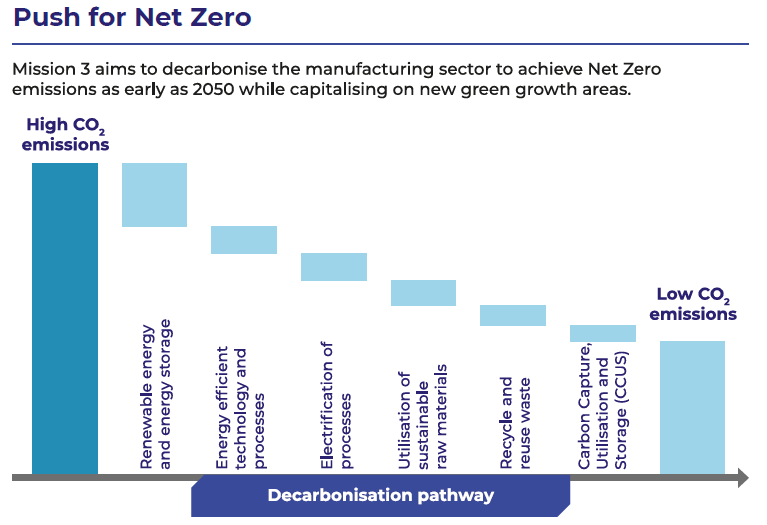 Push for Net Zero
Mission 3 aims to decarbonise the manufacturing sector to achieve Net Zero
emissions as early as 2050 while capitalising on new green growth areas.
High CO₂
emissions
Renewable energy
and energy storage
Energy efficient
technology and
processes
Electrification of
processes
Utilisation of
sustainable
raw materials
Recycle and
reuse waste
Carbon Capture,
Utilisation and
Storage (CCUS)
Low CO₂
emissions
Decarbonisation pathway